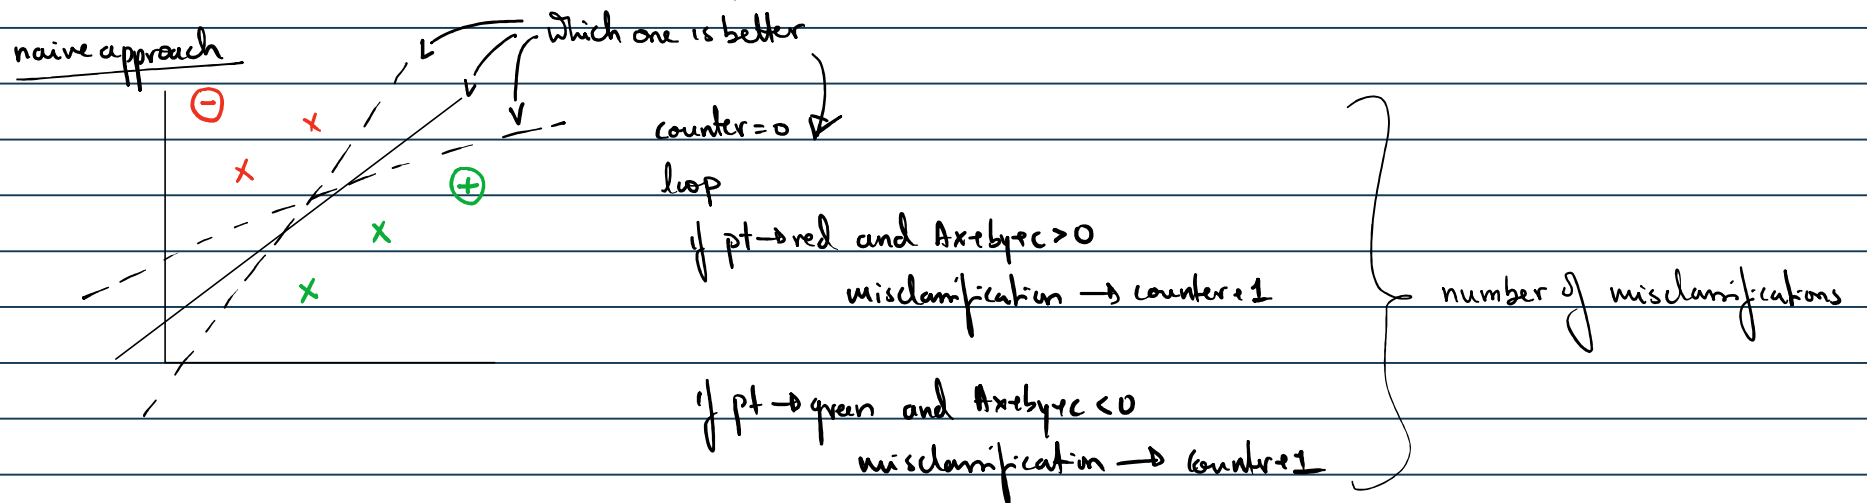 naive approach
Which one is better
⊖
x
x
⊕
x
x
counter = 0
loop
if pt → red and Ax+by+c > 0
misclassification → counter+1
if pt → green and Ax+by+c < 0
misclassification → counter+1
number of misclassifications